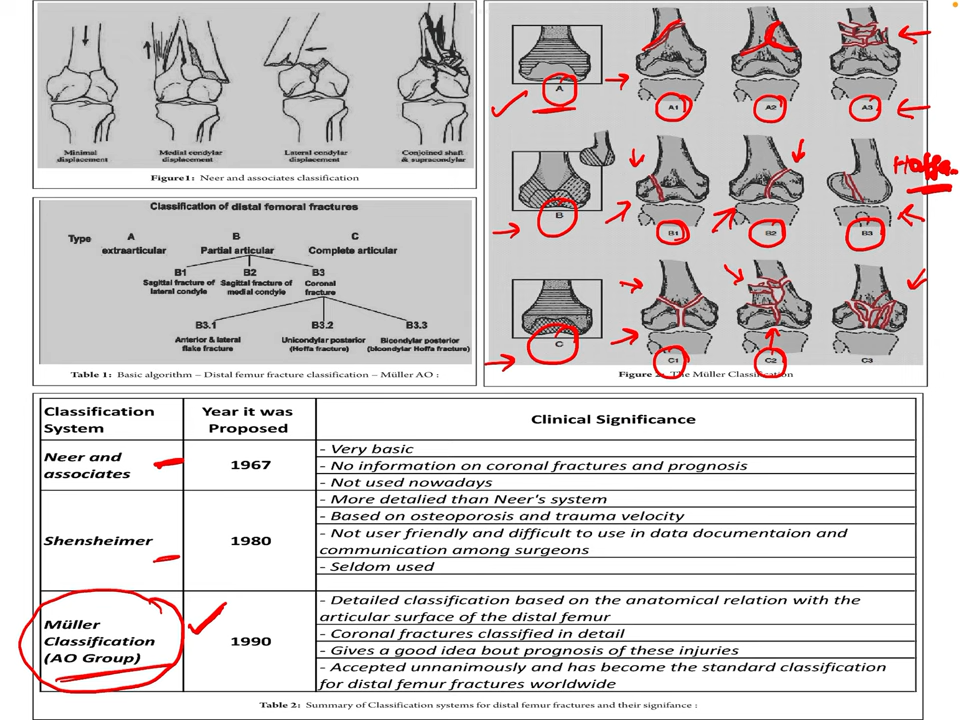 Minimal displacement
Medial condylar displacement
Lateral condylar displacement
Conjoined shaft & supracondylar
Figure1: Neer and associates classification
Classification of distal femoral fractures
Type
A
extraarticular
B
Partial articular
C
Complete articular
B1
Sagittal fracture of lateral condyle
B2
Sagittal fracture of medial condyle
B3
Coronal fracture
B3.1
Anterior & lateral flake fracture
B3.2
Unicondylar posterior (Hoffa fracture)
B3.3
Bicondylar posterior (bicondylar Hoffa fracture)
Table 1: Basic algorithm – Distal femur fracture classification – Müller AO :
A
A1
A2
A3
Hoffa
B
B1
B2
B3
C
C1
C2
C3
Figure 2: The Müller Classification
Classification System
Year it was Proposed
Clinical Significance
Neer and associates
1967
- Very basic
- No information on coronal fractures and prognosis
- Not used nowadays
Shensheimer
1980
- More detalied than Neer's system
- Based on osteoporosis and trauma velocity
- Not user friendly and difficult to use in data documentaion and
communication among surgeons
- Seldom used
Müller Classification (AO Group)
1990
- Detailed classification based on the anatomical relation with the
articular surface of the distal femur
- Coronal fractures classified in detail
- Gives a good idea bout prognosis of these injuries
- Accepted unnanimously and has become the standard classification
for distal femur fractures worldwide
Table 2: Summary of Classification systems for distal femur fractures and their signifance :